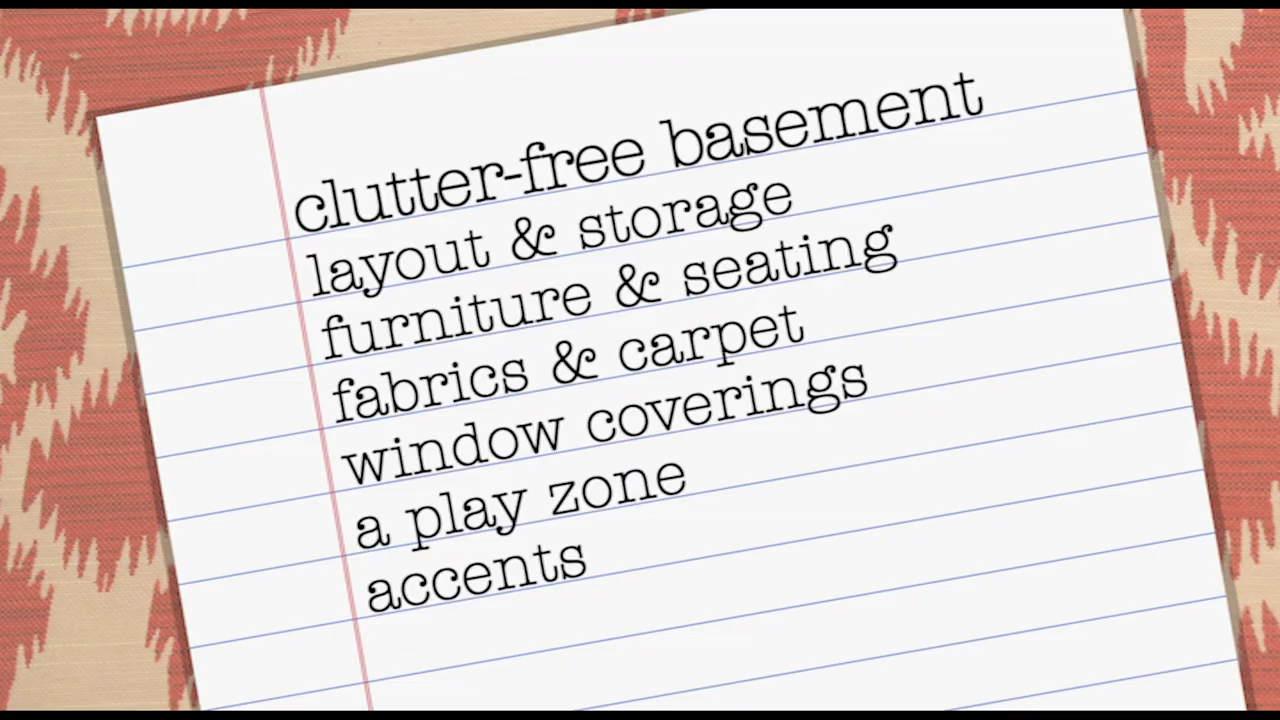 clutter-free basement
layout & storage
furniture & seating
fabrics & carpet
window coverings
a play zone
accents